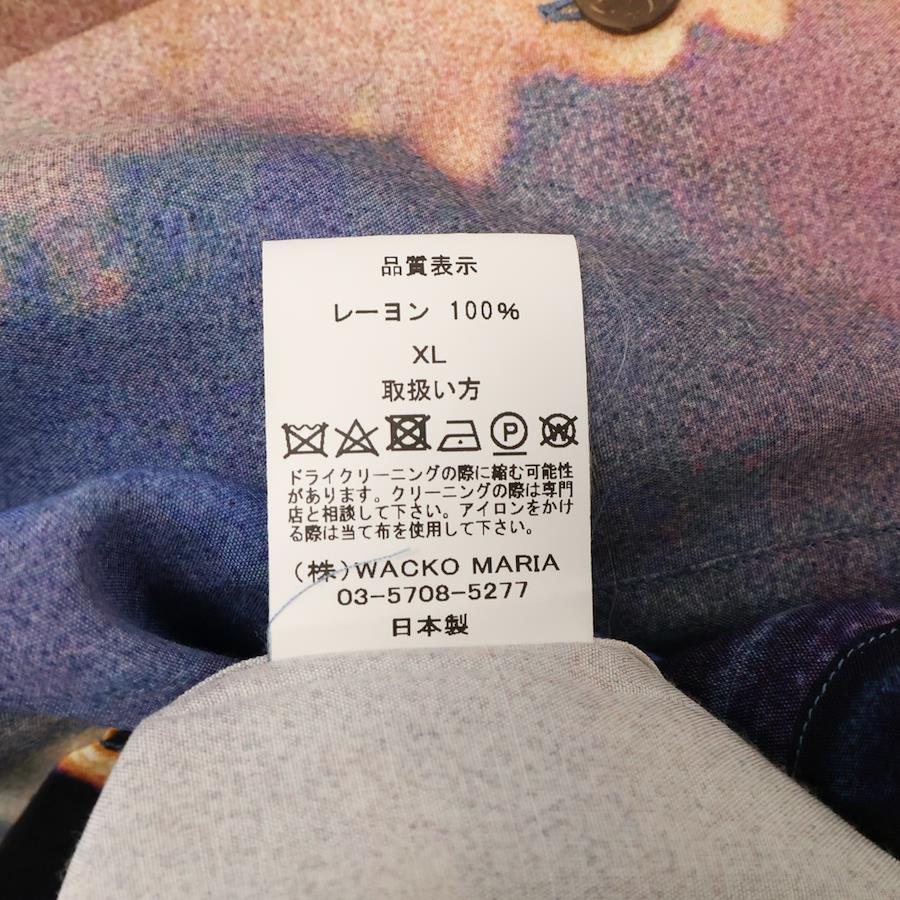 品質表示
レーヨン 100%
XL
取扱い方
P W
ドライクリーニングの際に縮む可能性
があります。クリーニングの際は専門
店と相談して下さい。アイロンをかけ
る際は当て布を使用して下さい。
(株)WACKO MARIA
03-5708-5277
日本製